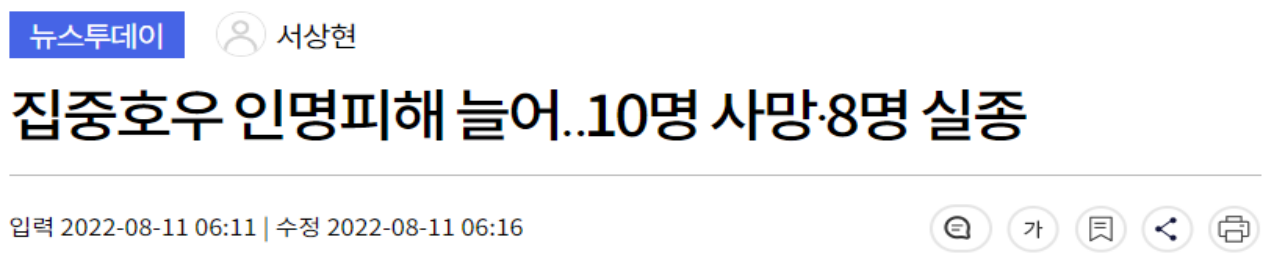 뉴스투데이 서상현
집중호우 인명피해 늘어..10명 사망·8명 실종
입력 2022-08-11 06:11 | 수정 2022-08-11 06:16 가